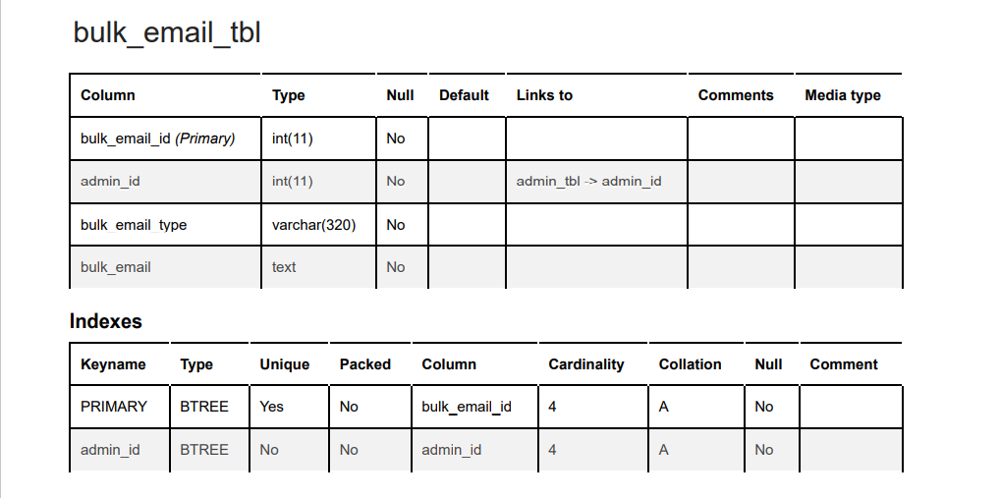 bulk_email_tbl
Column Type Null Default Links to Comments Media type
bulk_email_id (Primary) int(11) No
admin_id int(11) No admin_tbl -> admin_id
bulk_email_type varchar(320) No
bulk_email text No
Indexes
Keyname Type Unique Packed Column Cardinality Collation Null Comment
PRIMARY BTREE Yes No bulk_email_id 4 A No
admin_id BTREE No No admin_id 4 A No